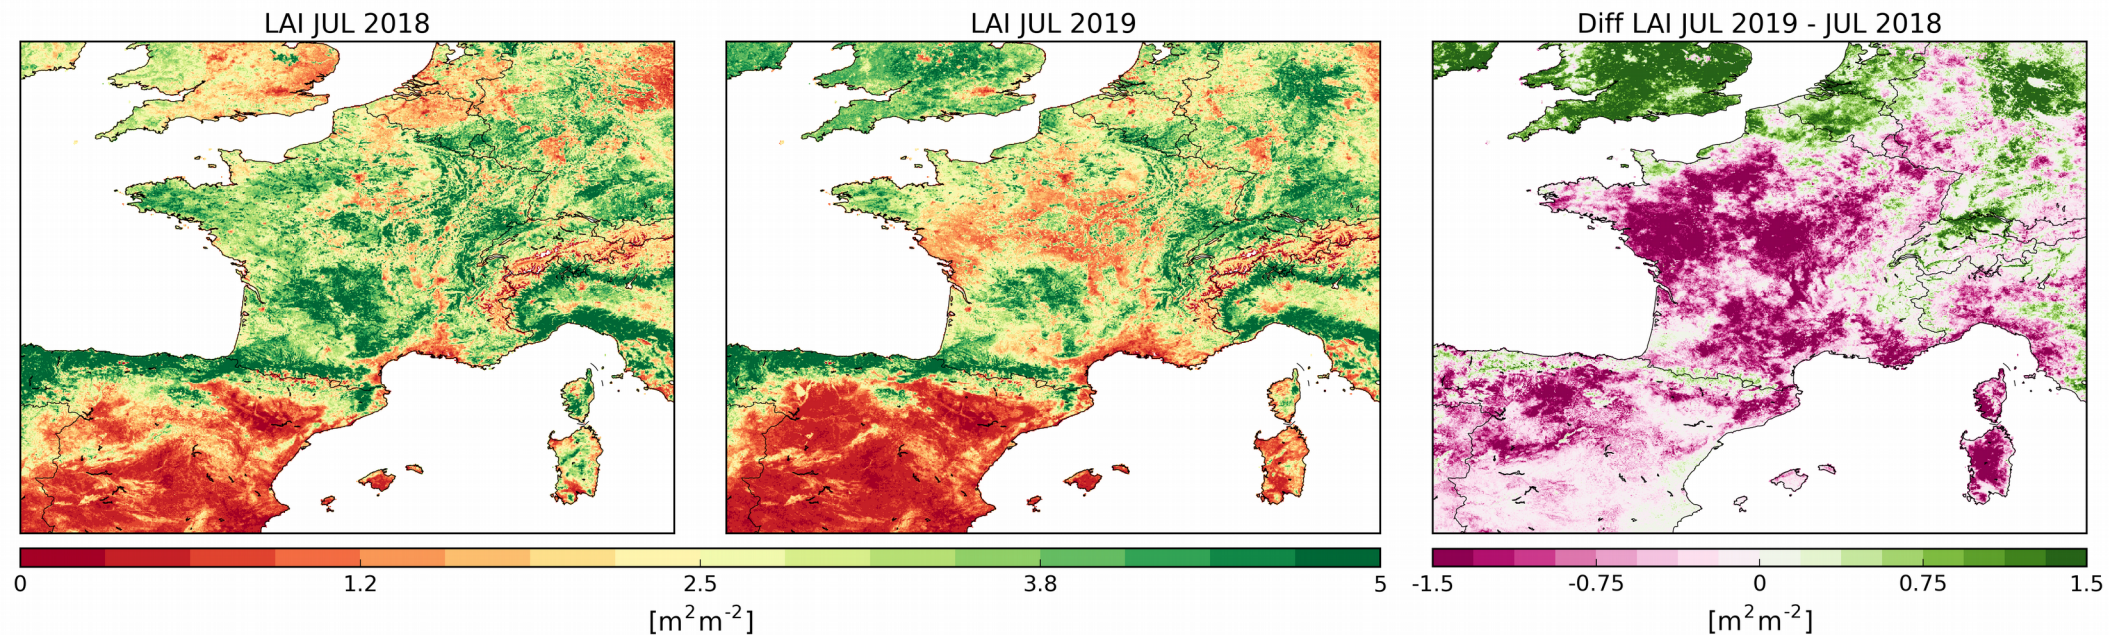 LAI JUL 2018
LAI JUL 2019
Diff LAI JUL 2019 - JUL 2018
0 1.2 2.5 3.8 5
[m²m⁻²]
-1.5 -0.75 0 0.75 1.5
[m²m⁻²]